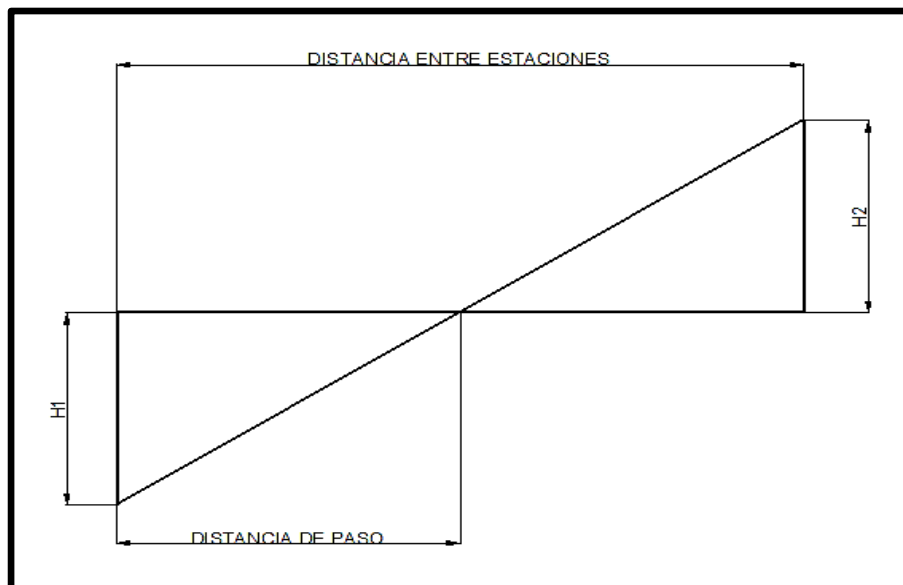 DISTANCIA ENTRE ESTACIONES
H2
H1
DISTANCIA DE PASO